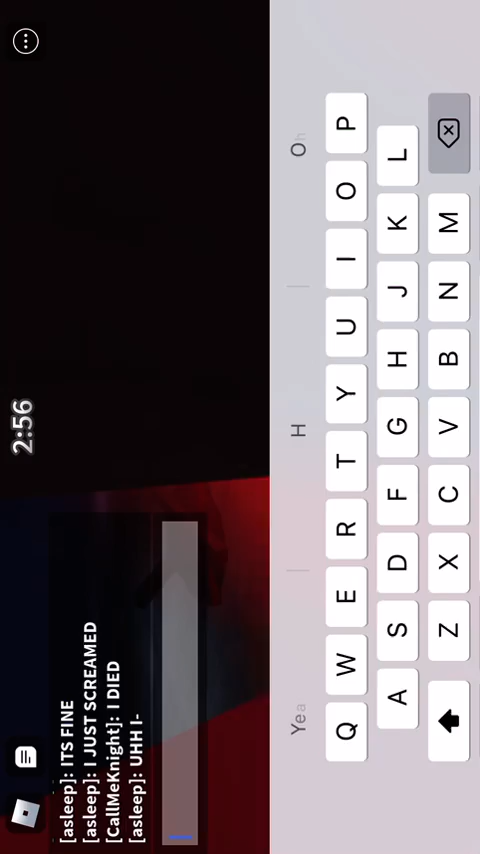 2:56
[asleep]: ITS FINE
[asleep]: I JUST SCREAMED
[CallMeKnight]: I DIED
[asleep]: UHH I-
Yea H Oh
Q W E R T Y U I O P
A S D F G H J K L
Z X C V B N M